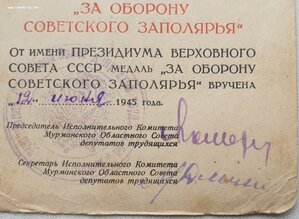 „ЗА ОБОРОНУ
СОВЕТСКОГО ЗАПОЛЯРЬЯ"
От имени ПРЕЗИДИУМА ВЕРХОВНОГО
СОВЕТА СССР МЕДАЛЬ „ЗА ОБОРОНУ
СОВЕТСКОГО ЗАПОЛЯРЬЯ" ВРУЧЕНА
„12" июня 1945 года.
Председатель Исполнительного Комитета
Мурманского Областного Совета
депутатов трудящихся
Секретарь Исполнительного Комитета
Мурманского Областного Совета
депутатов трудящихся